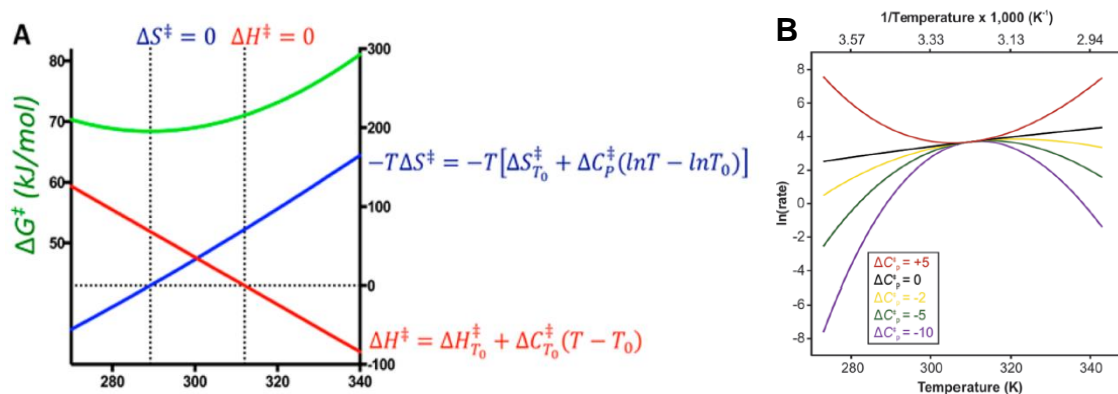 A
ΔS‡ = 0
ΔH‡ = 0
80
70
60
50
ΔG‡ (kJ/mol)
300
200
100
0
-100
−TΔS‡ = −T[ΔS‡T₀ + ΔC‡P(lnT − lnT₀)]
ΔH‡ = ΔH‡T₀ + ΔC‡T₀(T − T₀)
280
300
320
340
B
1/Temperature x 1,000 (K⁻¹)
3.57
3.33
3.13
2.94
ln(rate)
8
6
4
2
0
-2
-4
-6
-8
ΔC‡p = +5
ΔC‡p = 0
ΔC‡p = -2
ΔC‡p = -5
ΔC‡p = -10
280
300
320
340
Temperature (K)